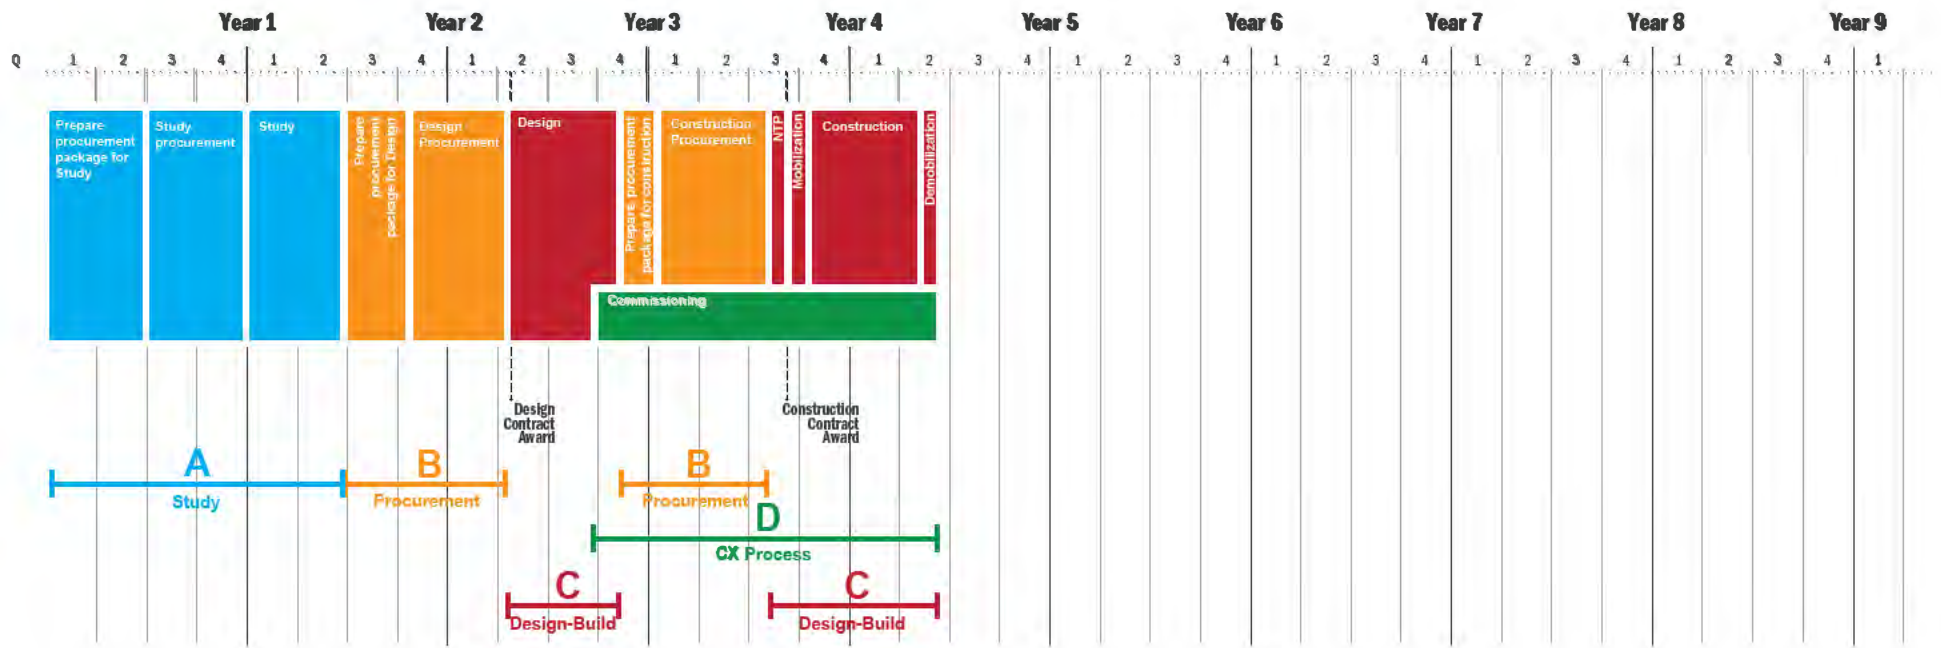 Year 1 Year 2 Year 3 Year 4 Year 5 Year 6 Year 7 Year 8 Year 9
Q 1 2 3 4 1 2 3 4 1 2 3 4 1 2 3 4 1 2 3 4 1 2 3 4 1 2 3 4 1 2 3 4 1 2 3 4 1
Prepare
procurement
package for
Study
Study
procurement
Study
Prepare
procurement
package for Design
Design
Procurement
Design
Prepare procurement
package for construction
Construction
Procurement
NTP
Mobilization
Construction
Demobilization
Commissioning
Design
Contract
Award
Construction
Contract
Award
A
Study
B
Procurement
B
Procurement
D
CX Process
C
Design-Build
C
Design-Build